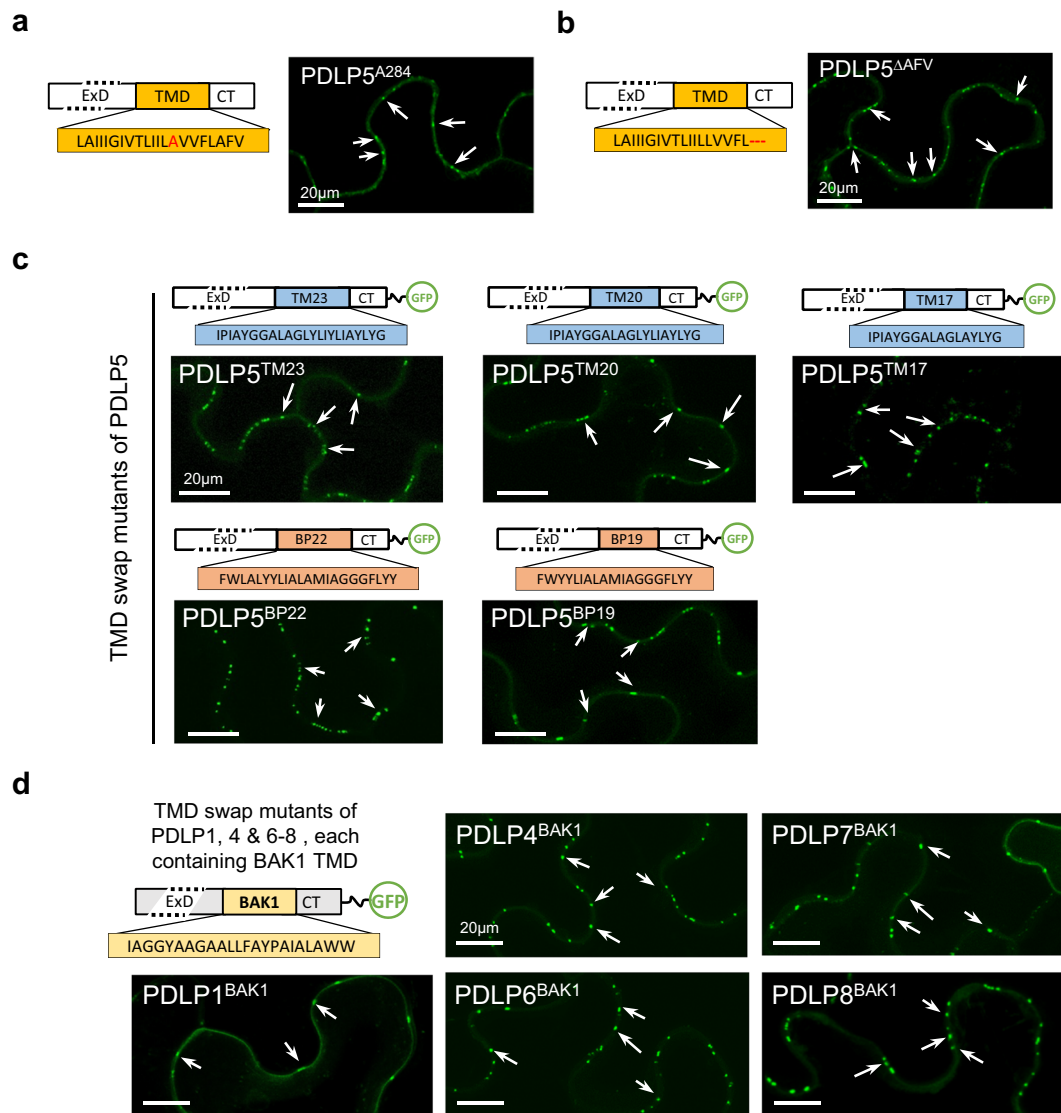 a
ExD TMD CT
LAIIIGIVTLIILAVVFLAFV
PDLP5A284
20µm
b
ExD TMD CT
LAIIIGIVTLIILLVVFL---
PDLP5ΔAFV
20µm
c
TMD swap mutants of PDLP5
ExD TM23 CT GFP
IPIAYGGALAGLYLIYLIAYLYG
PDLP5TM23
20µm
ExD TM20 CT GFP
IPIAYGGALAGLYLIAYLYG
PDLP5TM20
ExD TM17 CT GFP
IPIAYGGALAGLAYLYG
PDLP5TM17
ExD BP22 CT GFP
FWLALYYLIALAMIAGGGFLYY
PDLP5BP22
ExD BP19 CT GFP
FWYYLIALAMIAGGGFLYY
PDLP5BP19
d
TMD swap mutants of
PDLP1, 4 & 6-8 , each
containing BAK1 TMD
ExD BAK1 CT GFP
IAGGYAAGAALLFAYPAIALAWW
PDLP1BAK1
PDLP4BAK1
20µm
PDLP7BAK1
PDLP6BAK1
PDLP8BAK1